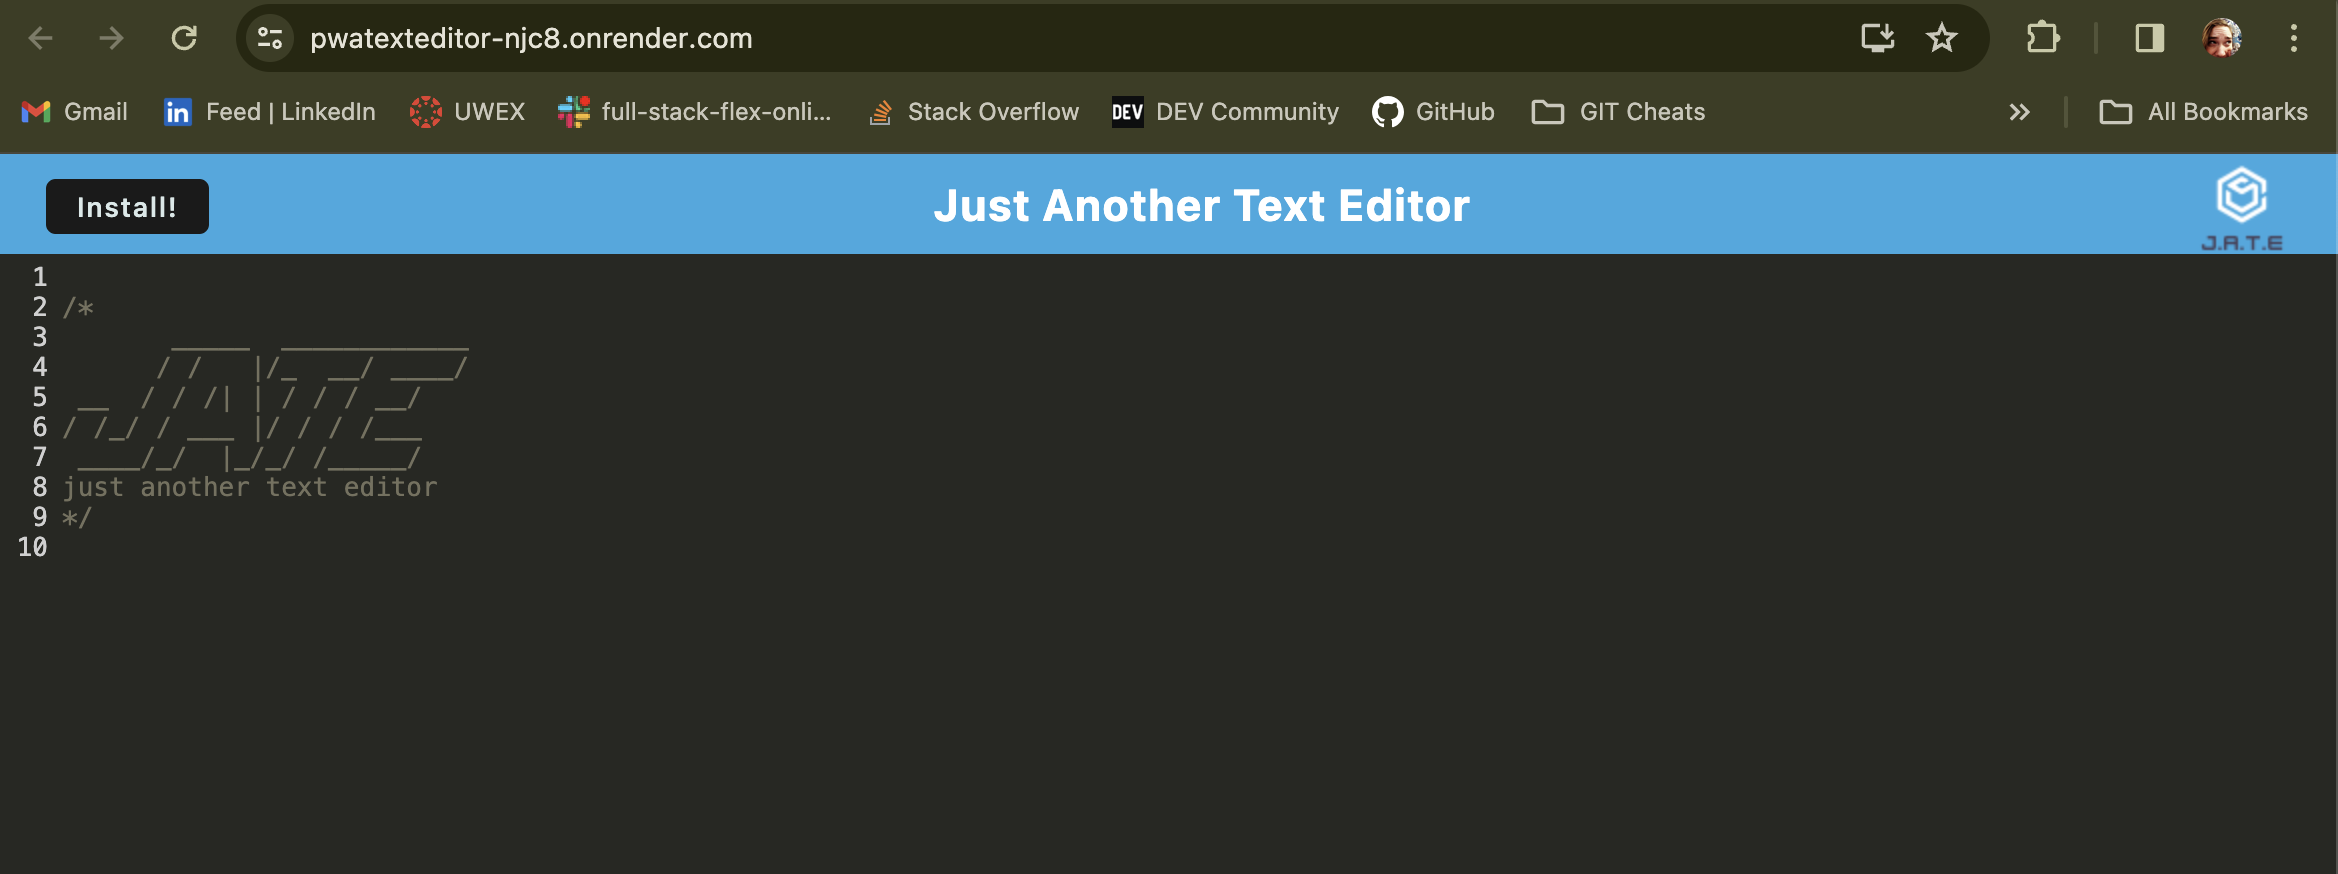 pwatexteditor-njc8.onrender.com
Gmail
Feed | LinkedIn
UWEX
full-stack-flex-onli...
Stack Overflow
DEV
DEV Community
GitHub
GIT Cheats
All Bookmarks
Install!
Just Another Text Editor
J.A.T.E
1
2 /*
3        _____  ____________
4       / /   |/_  __/ ____/
5  __  / / /| | / / / __/
6 / /_/ / ___ |/ / / /___
7  ____/_/  |_/_/ /_____/
8 just another text editor
9 */
10